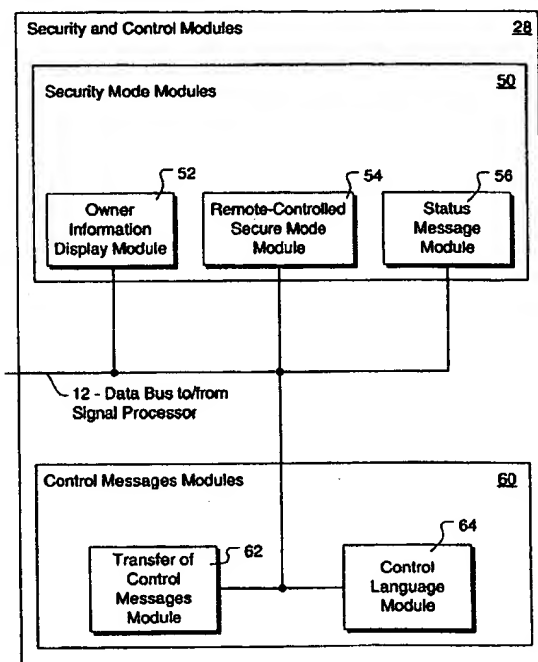 Security and Control Modules 28
Security Mode Modules 50
52
Owner
Information
Display Module
54
Remote-Controlled
Secure Mode
Module
56
Status
Message
Module
12 - Data Bus to/from
Signal Processor
Control Messages Modules 60
62
Transfer of
Control
Messages
Module
64
Control
Language
Module